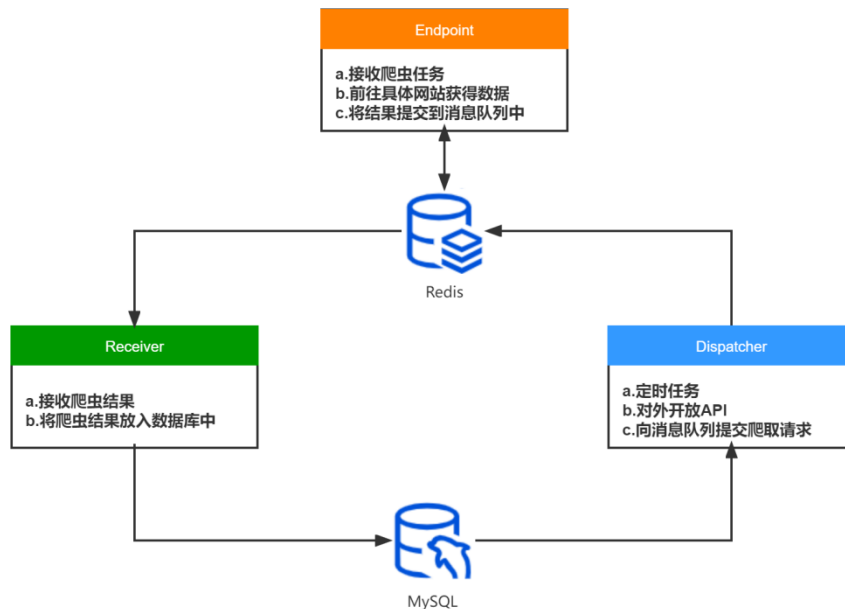 Endpoint
a.接收爬虫任务
b.前往具体网站获得数据
c.将结果提交到消息队列中
Redis
Receiver
a.接收爬虫结果
b.将爬虫结果放入数据库中
Dispatcher
a.定时任务
b.对外开放API
c.向消息队列提交爬取请求
MySQL